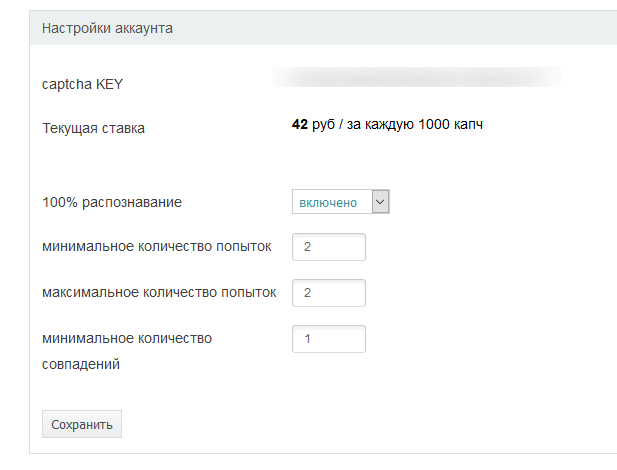 Настройки аккаунта
captcha KEY
Текущая ставка
42 руб / за каждую 1000 капч
100% распознавание
включено
минимальное количество попыток
2
максимальное количество попыток
2
минимальное количество
совпадений
1
Сохранить